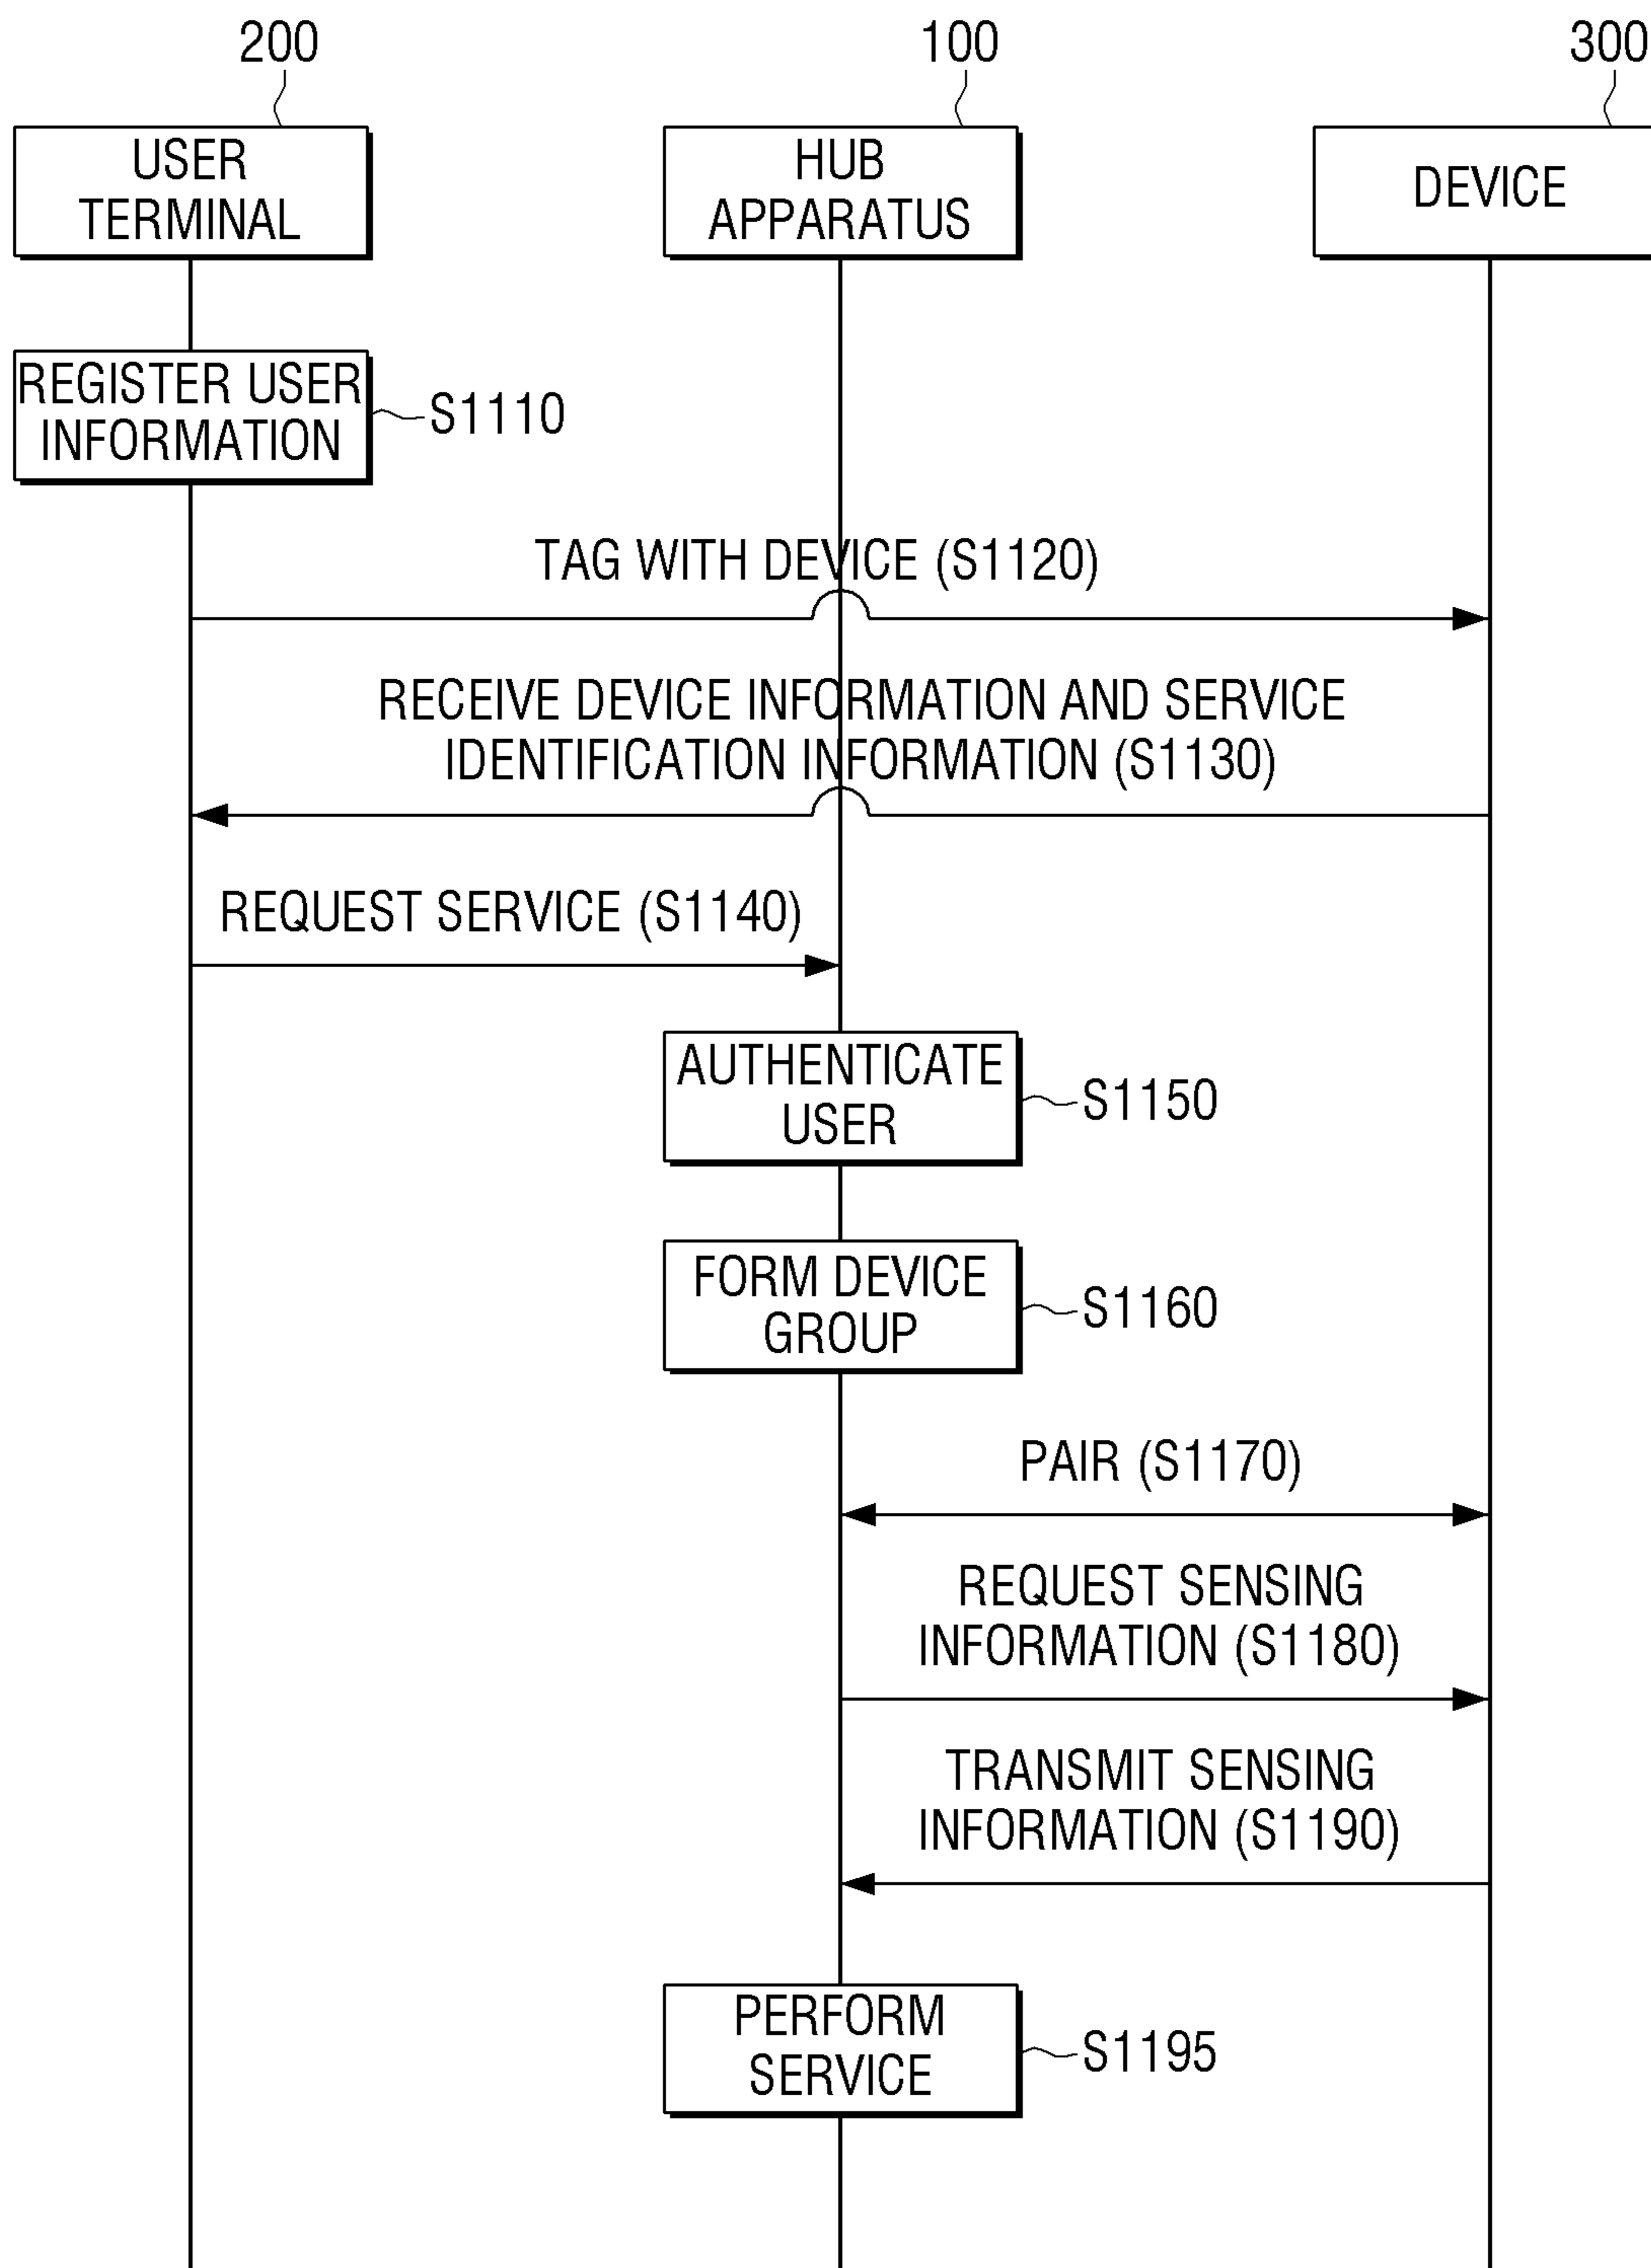 200
100
300
USER
TERMINAL
HUB
APPARATUS
DEVICE
REGISTER USER
INFORMATION
S1110
TAG WITH DEVICE (S1120)
RECEIVE DEVICE INFORMATION AND SERVICE
IDENTIFICATION INFORMATION (S1130)
REQUEST SERVICE (S1140)
AUTHENTICATE
USER
S1150
FORM DEVICE
GROUP
S1160
PAIR (S1170)
REQUEST SENSING
INFORMATION (S1180)
TRANSMIT SENSING
INFORMATION (S1190)
PERFORM
SERVICE
S1195